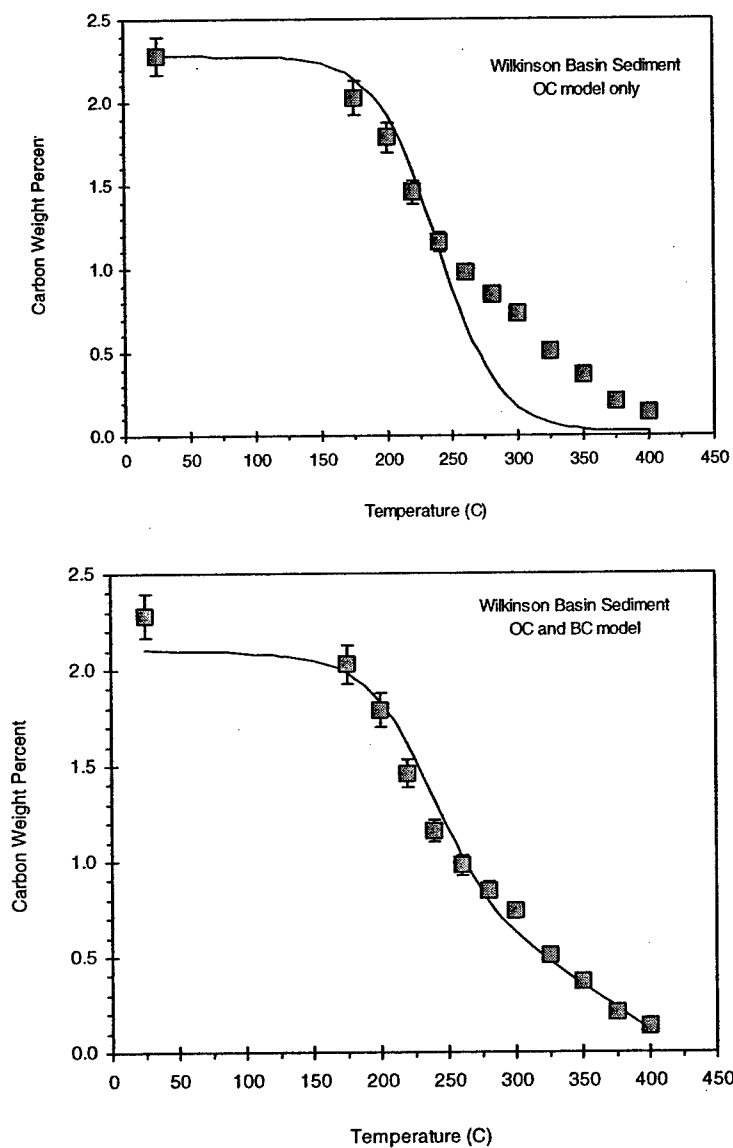 2.5
Wilkinson Basin Sediment
OC model only
2.0
1.5
1.0
0.5
0.0
Carbon Weight Percent
0 50 100 150 200 250 300 350 400 450
Temperature (C)
2.5
Wilkinson Basin Sediment
OC and BC model
2.0
1.5
1.0
0.5
0.0
Carbon Weight Percent
0 50 100 150 200 250 300 350 400 450
Temperature (C)